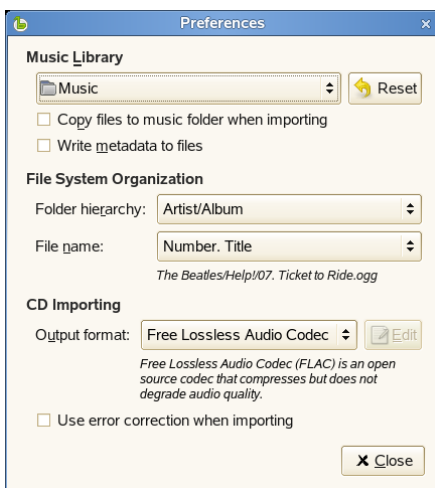 Preferences
Music Library
Music
Reset
Copy files to music folder when importing
Write metadata to files
File System Organization
Folder hierarchy: Artist/Album
File name: Number. Title
The Beatles/Help!/07. Ticket to Ride.ogg
CD Importing
Output format: Free Lossless Audio Codec Edit
Free Lossless Audio Codec (FLAC) is an open
source codec that compresses but does not
degrade audio quality.
Use error correction when importing
Close